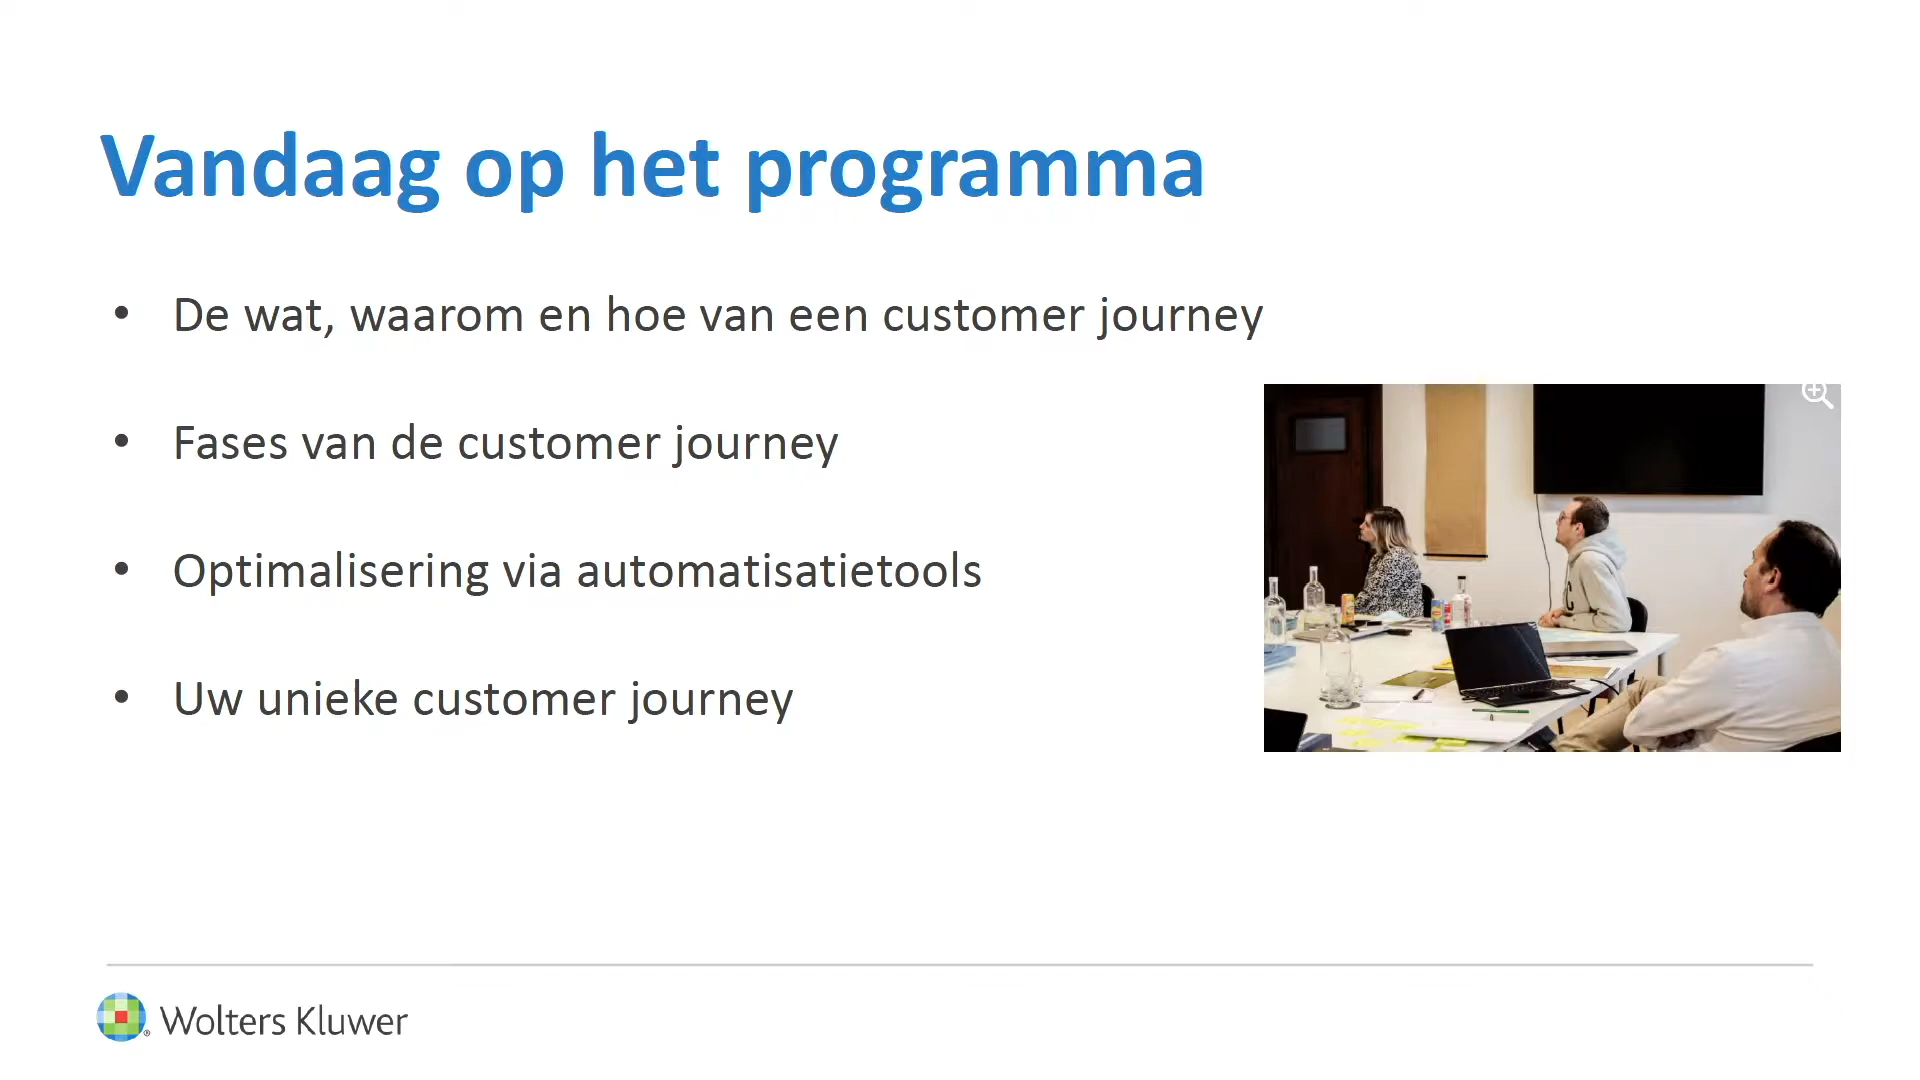 Vandaag op het programma
• De wat, waarom en hoe van een customer journey
• Fases van de customer journey
• Optimalisering via automatisatietools
• Uw unieke customer journey
Wolters Kluwer